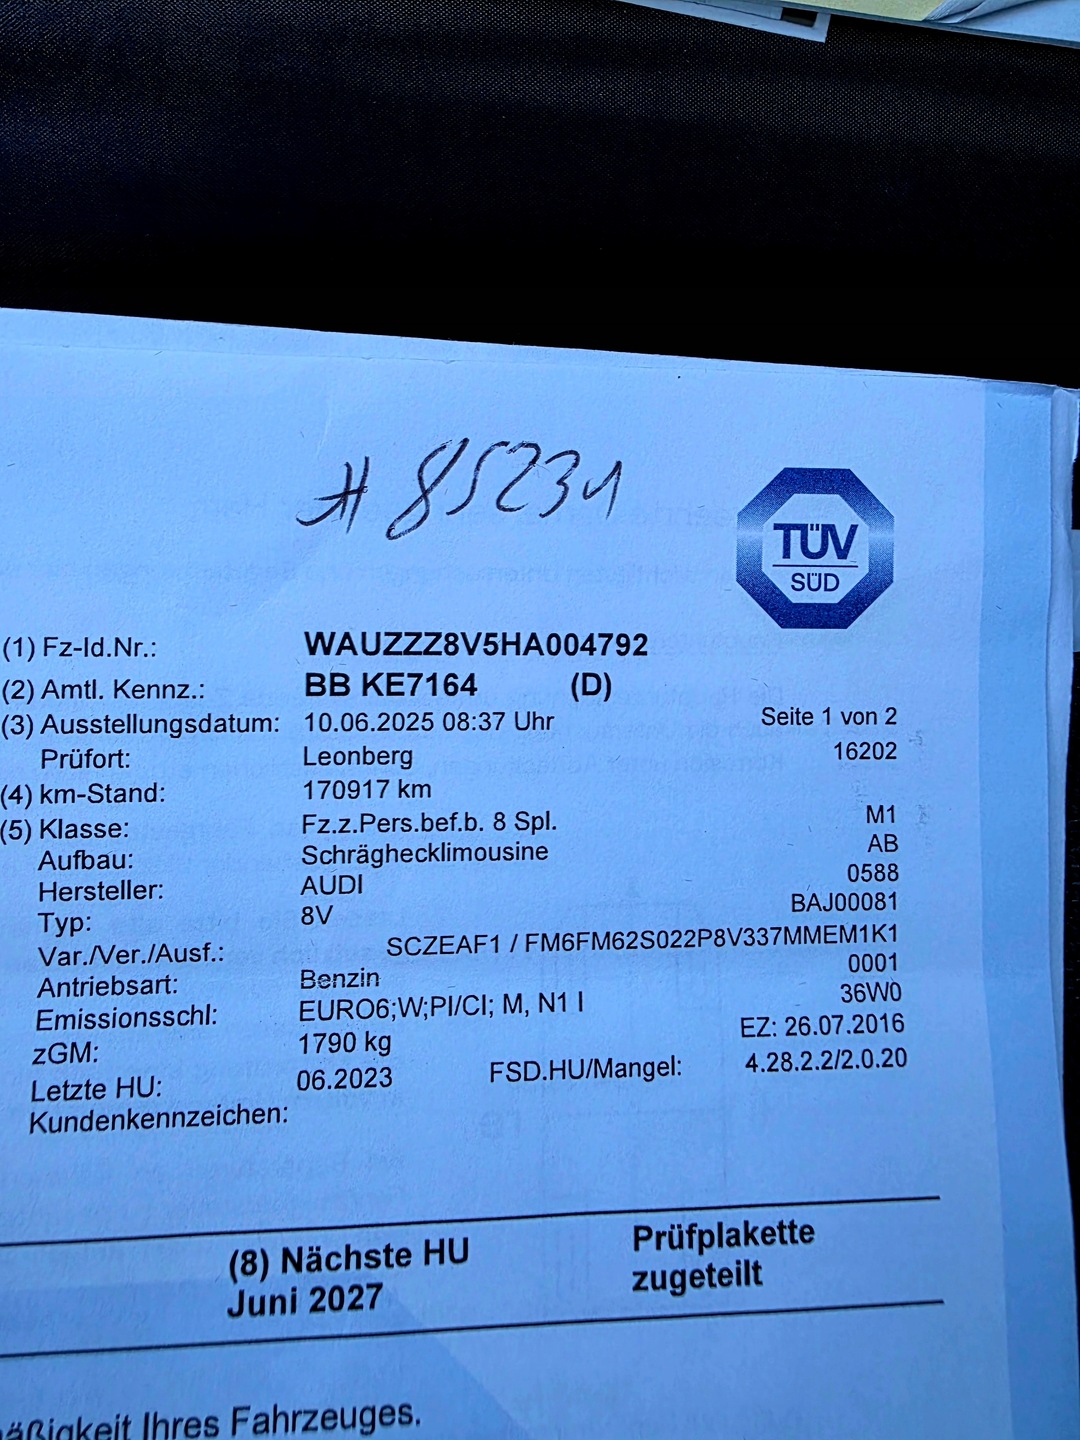 # 85231
TÜV
SÜD
(1) Fz-Id.Nr.: WAUZZZ8V5HA004792
(2) Amtl. Kennz.: BB KE7164 (D)
(3) Ausstellungsdatum: 10.06.2025 08:37 Uhr Seite 1 von 2
Prüfort: Leonberg 16202
(4) km-Stand: 170917 km
(5) Klasse: Fz.z.Pers.bef.b. 8 Spl. M1
Aufbau: Schräghecklimousine AB
Hersteller: AUDI 0588
Typ: 8V BAJ00081
Var./Ver./Ausf.: SCZEAF1 / FM6FM62S022P8V337MMEM1K1
Antriebsart: Benzin 0001
Emissionsschl: EURO6;W;PI/CI; M, N1 I 36W0
zGM: 1790 kg EZ: 26.07.2016
Letzte HU: 06.2023 FSD.HU/Mangel: 4.28.2.2/2.0.20
Kundenkennzeichen:
(8) Nächste HU Prüfplakette
Juni 2027 zugeteilt
Ihres Fahrzeuges.